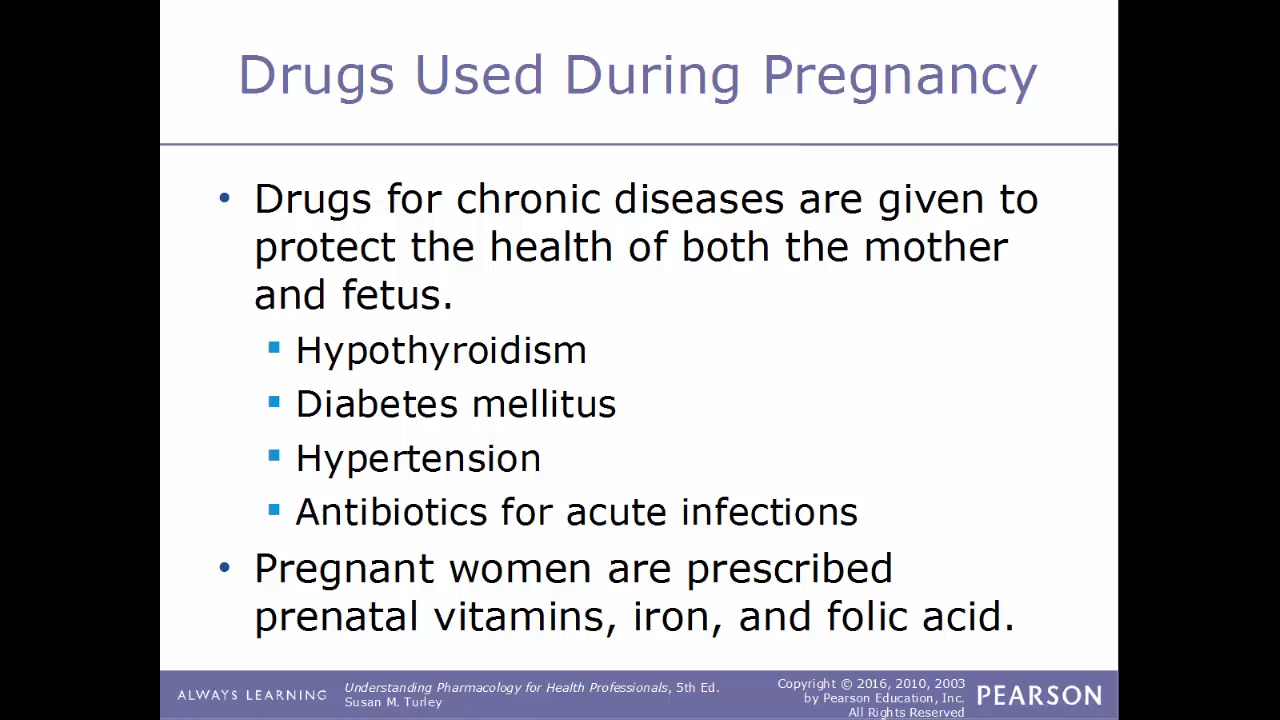 Drugs Used During Pregnancy
• Drugs for chronic diseases are given to
protect the health of both the mother
and fetus.
▪ Hypothyroidism
▪ Diabetes mellitus
▪ Hypertension
▪ Antibiotics for acute infections
• Pregnant women are prescribed
prenatal vitamins, iron, and folic acid.
ALWAYS LEARNING
Understanding Pharmacology for Health Professionals, 5th Ed.
Susan M. Turley
Copyright © 2016, 2010, 2003
by Pearson Education, Inc.
All Rights Reserved
PEARSON